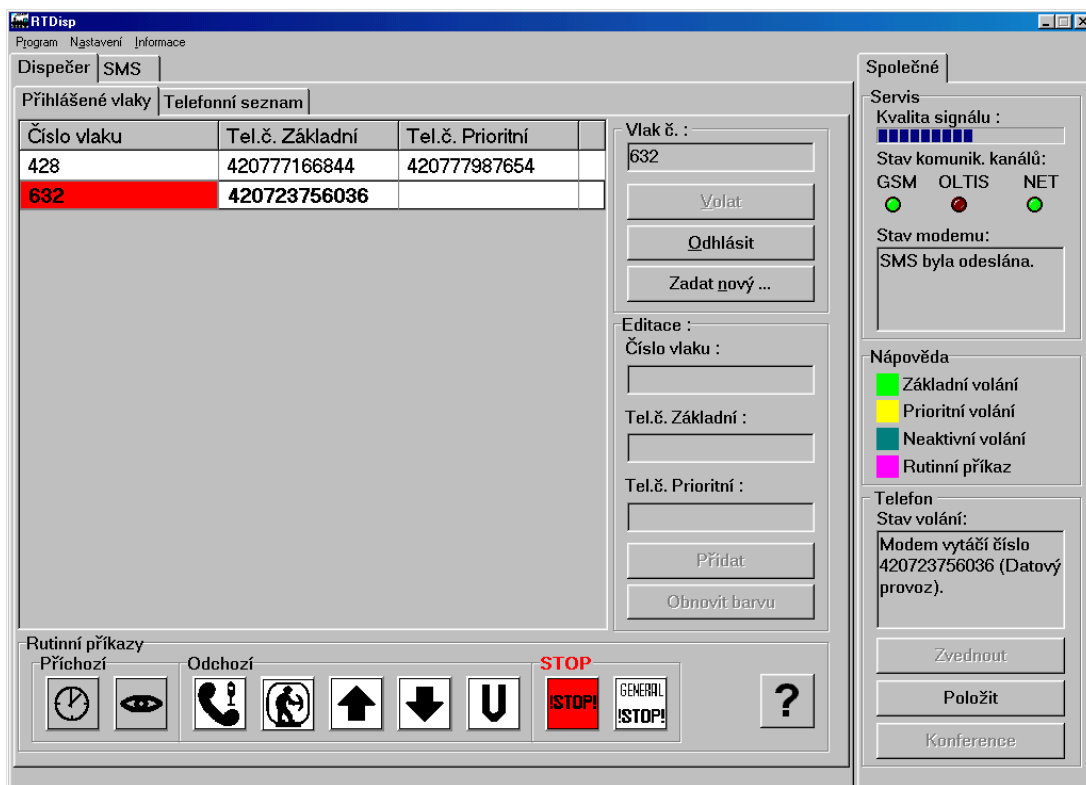 RTDisp
Program Nastavení Informace
Dispečer SMS
Přihlášené vlaky Telefonní seznam
Číslo vlaku Tel.č. Základní Tel.č. Prioritní
428 420777166844 420777987654
632 420723756036
Vlak č. :
632
Volat
Odhlásit
Zadat nový ...
Editace :
Číslo vlaku :
Tel.č. Základní :
Tel.č. Prioritní :
Přidat
Obnovit barvu
Rutinní příkazy
Příchozí
Odchozí
U
STOP
!STOP!
GENERAL
!STOP!
?
Společné
Servis
Kvalita signálu :
Stav komunik. kanálů:
GSM OLTIS NET
Stav modemu:
SMS byla odeslána.
Nápověda
Základní volání
Prioritní volání
Neaktivní volání
Rutinní příkaz
Telefon
Stav volání:
Modem vytáčí číslo
420723756036 (Datový
provoz).
Zvednout
Položit
Konference